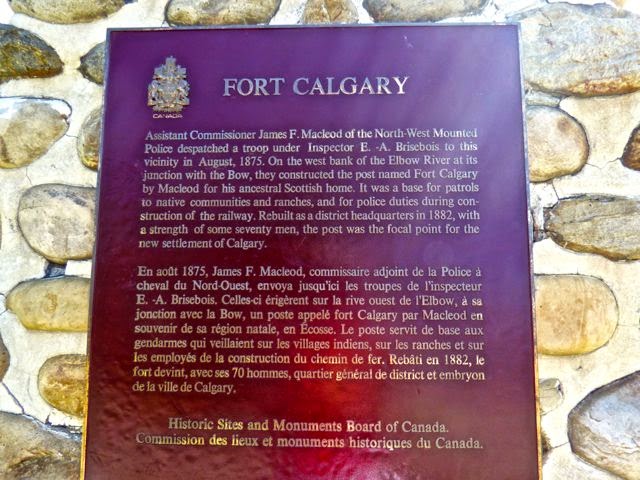 CANADA
FORT CALGARY
Assistant Commissioner James F. Macleod of the North-West Mounted
Police despatched a troop under Inspector E. -A. Brisebois to this
vicinity in August, 1875. On the west bank of the Elbow River at its
junction with the Bow, they constructed the post named Fort Calgary
by Macleod for his ancestral Scottish home. It was a base for patrols
to native communities and ranches, and for police duties during con-
struction of the railway. Rebuilt as a district headquarters in 1882, with
a strength of some seventy men, the post was the focal point for the
new settlement of Calgary.
En août 1875, James F. Macleod, commissaire adjoint de la Police à
cheval du Nord-Ouest, envoya jusqu'ici les troupes de l'inspecteur
E. -A. Brisebois. Celles-ci érigèrent sur la rive ouest de l'Elbow, à sa
jonction avec la Bow, un poste appelé fort Calgary par Macleod en
souvenir de sa région natale, en Écosse. Le poste servit de base aux
gendarmes qui veillaient sur les villages indiens, sur les ranches et sur
les employés de la construction du chemin de fer. Rebâti en 1882, le
fort devint, avec ses 70 hommes, quartier général de district et embryon
de la ville de Calgary.
Historic Sites and Monuments Board of Canada.
Commission des lieux et monuments historiques du Canada.